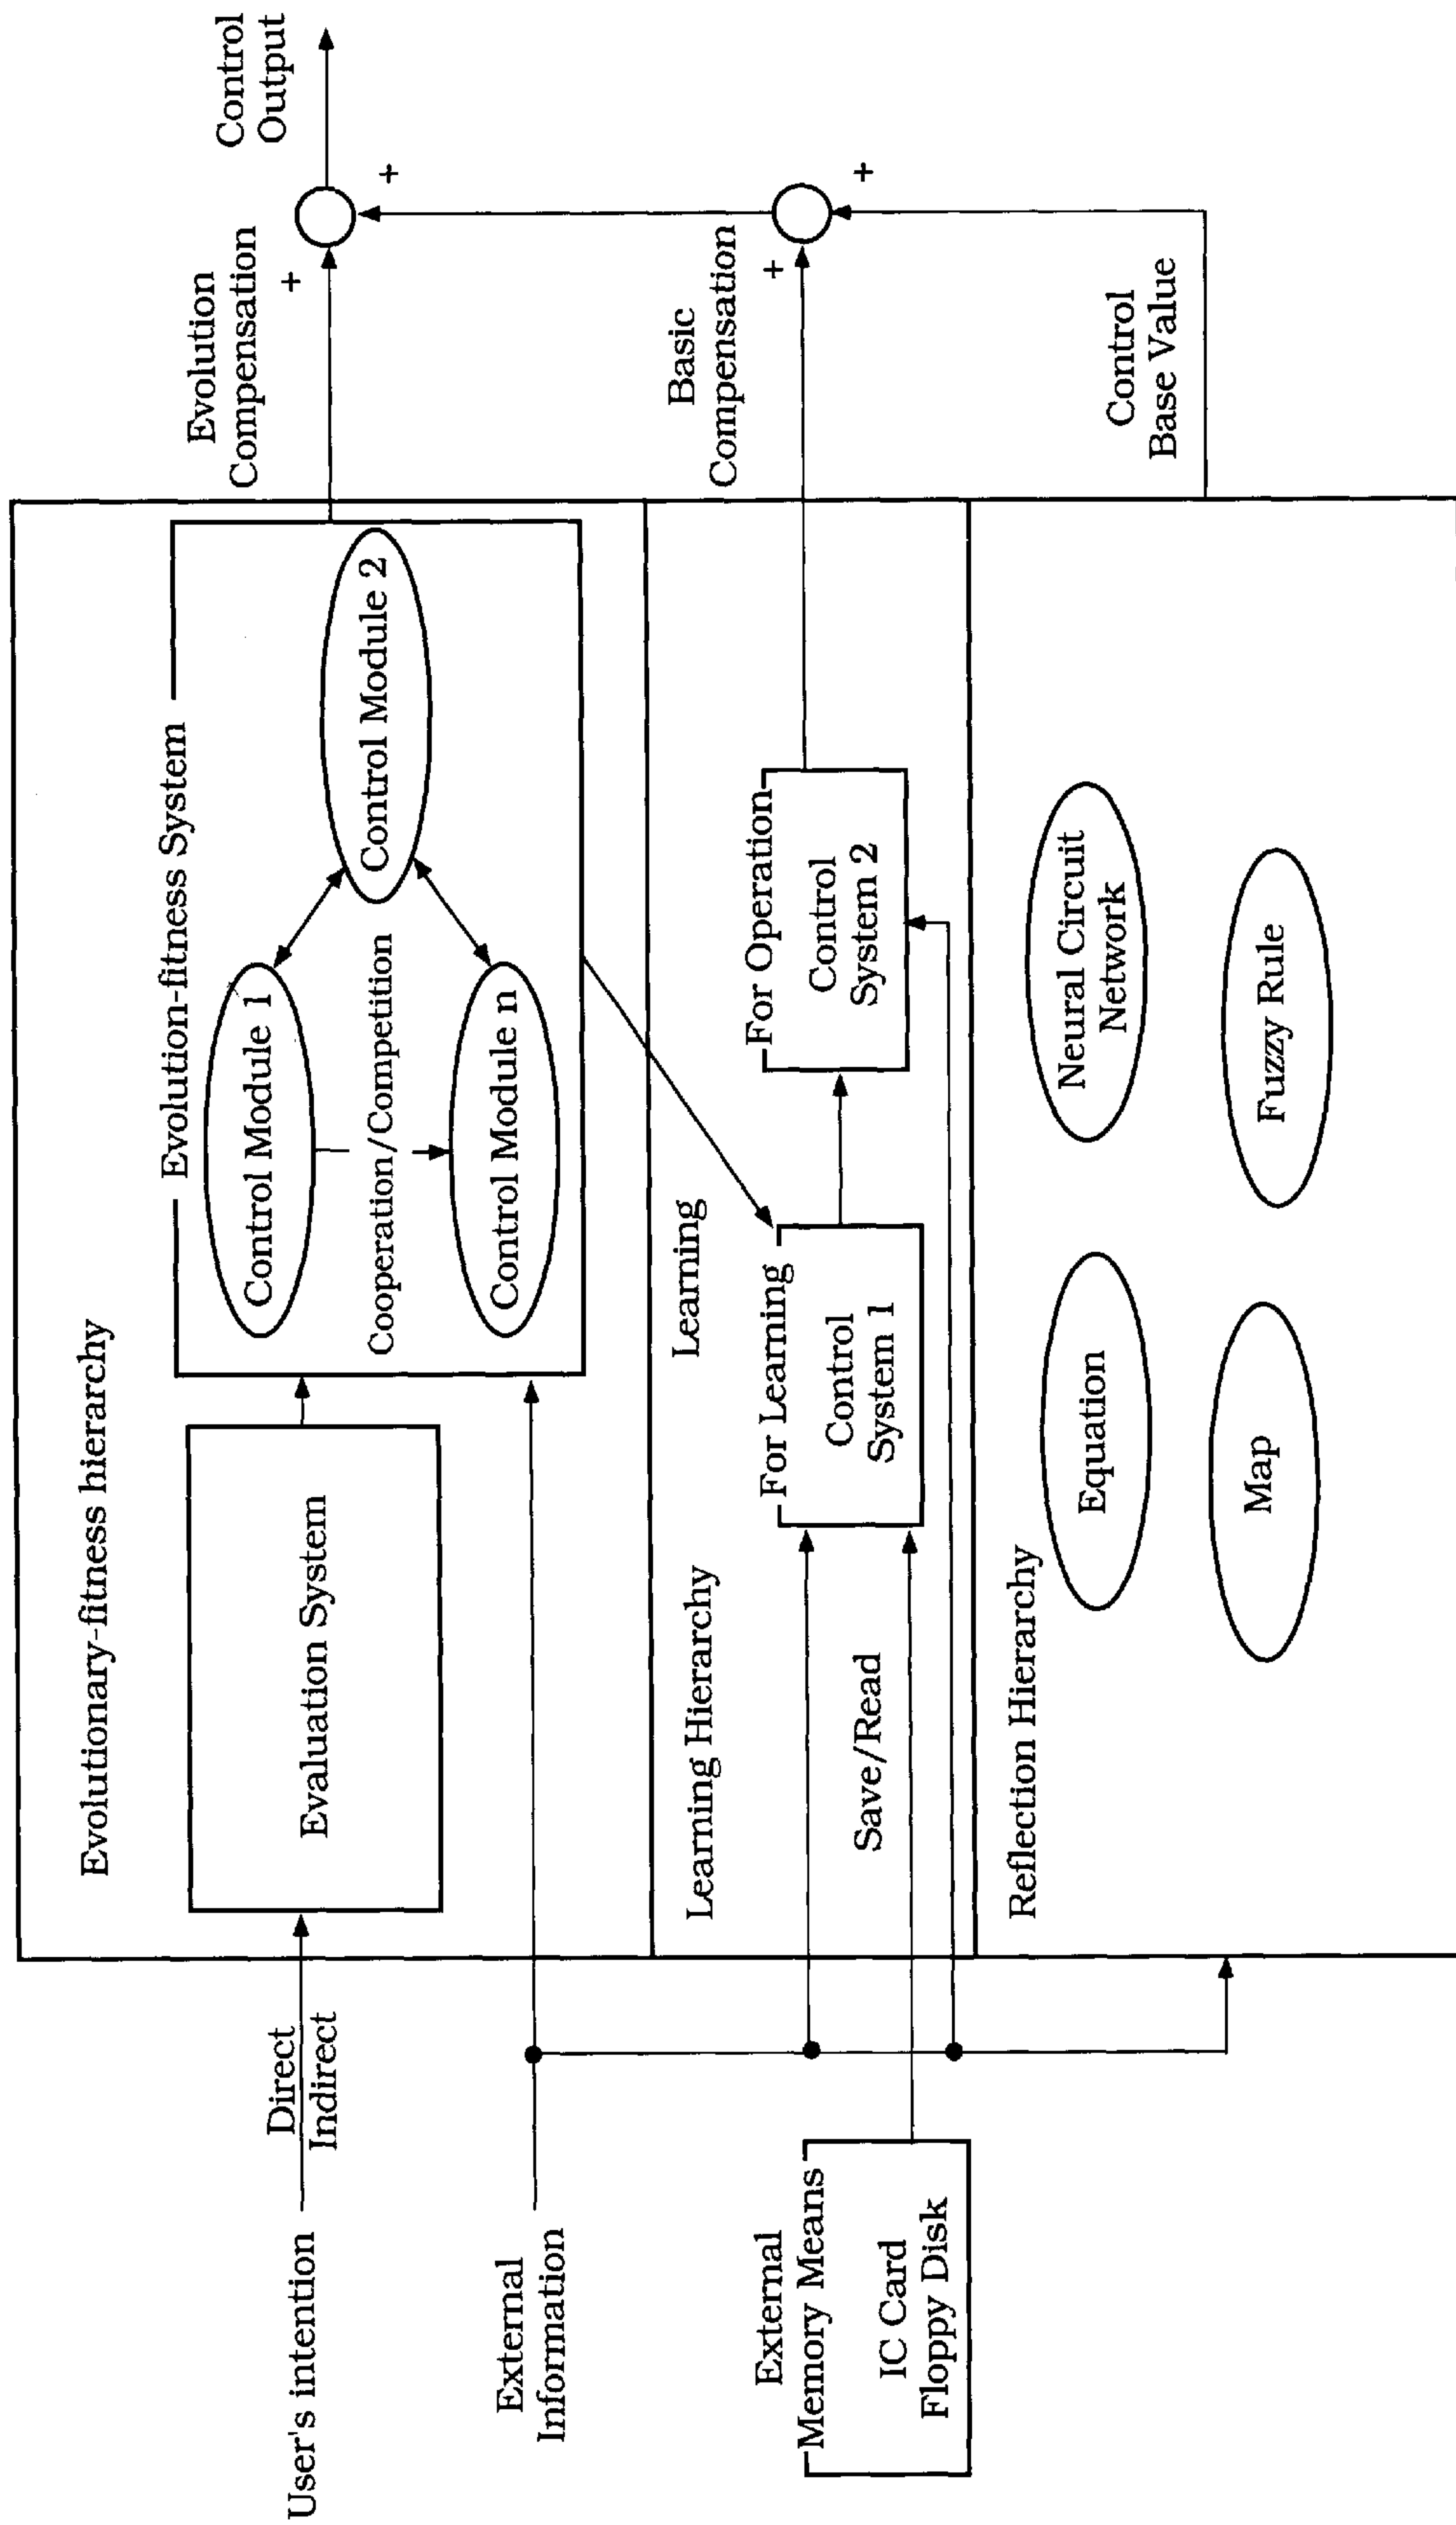 Evolutionary-fitness hierarchy
Evolution-fitness System
Control Module 1
Control Module 2
Cooperation/Competition
Control Module n
Evaluation System
User's intention
Direct
Indirect
External
Information
Evolution
Compensation
+
+
Control
Output
Learning Hierarchy
Learning
For Learning
Control
System 1
For Operation
Control
System 2
Save/Read
External
Memory Means
IC Card
Floppy Disk
Basic
Compensation
+
+
Reflection Hierarchy
Equation
Neural Circuit
Network
Map
Fuzzy Rule
Control
Base Value